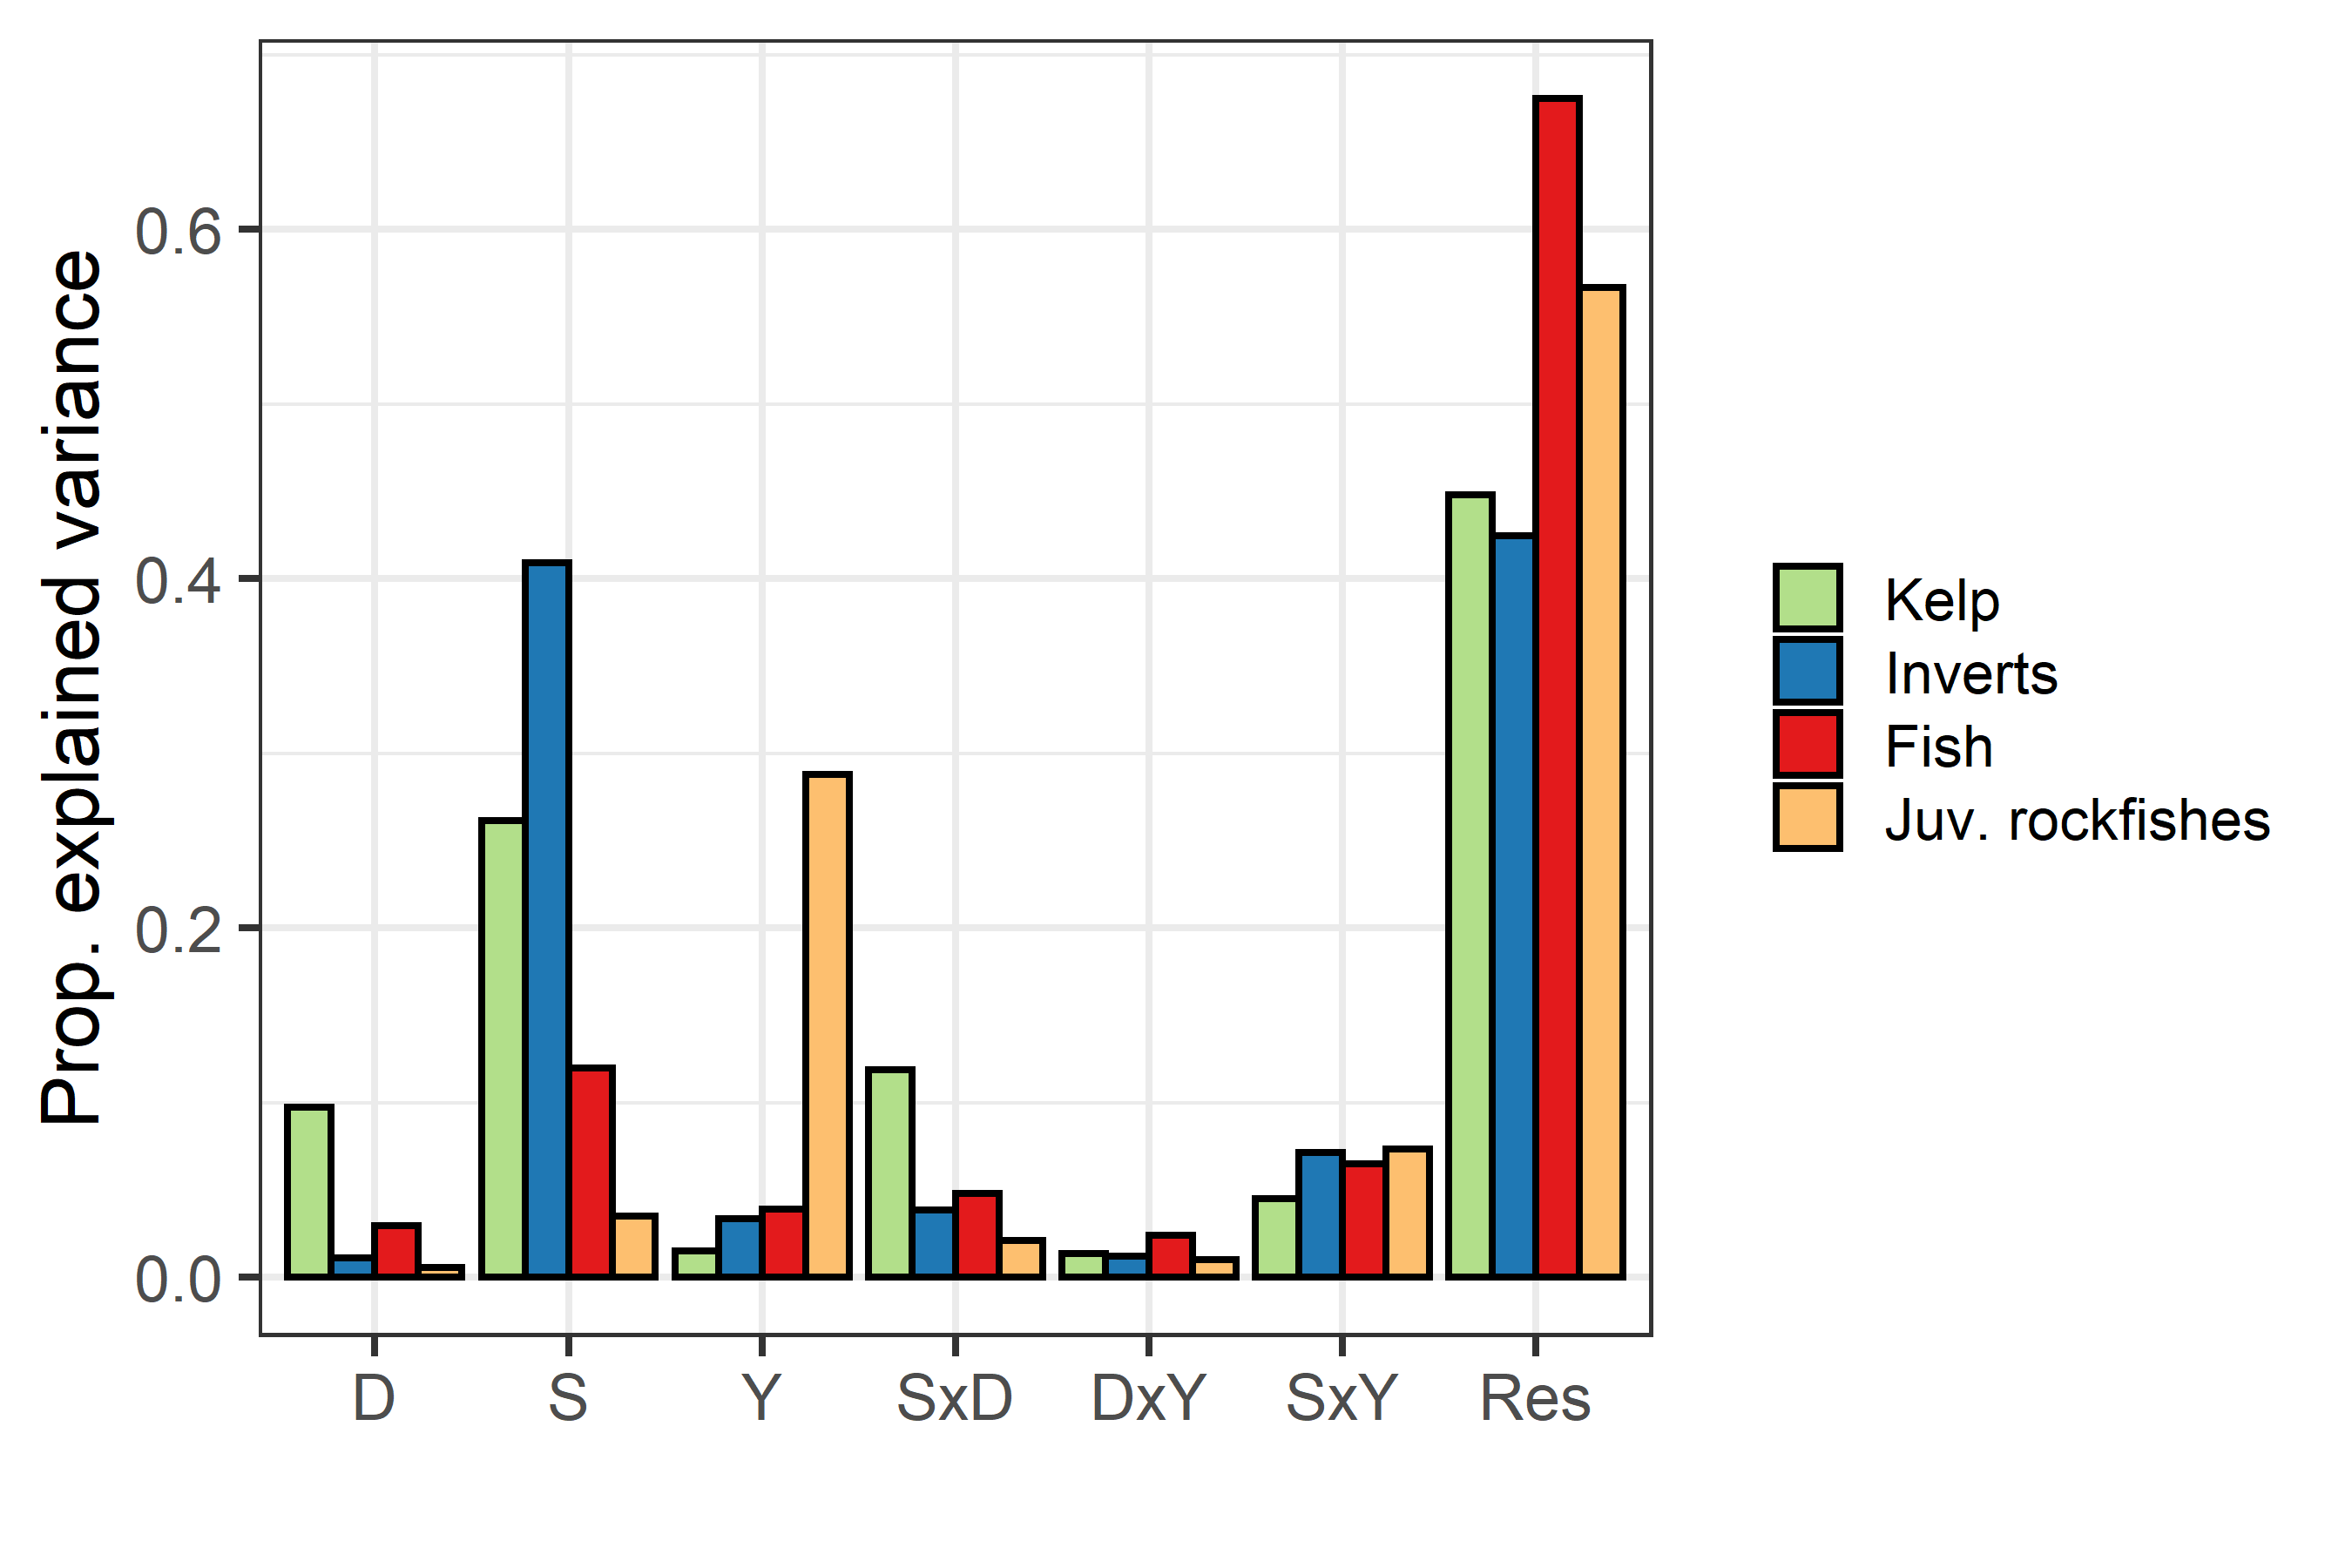 Prop. explained variance
0.6
0.4
0.2
0.0
D S Y SxD DxY SxY Res
Kelp
Inverts
Fish
Juv. rockfishes